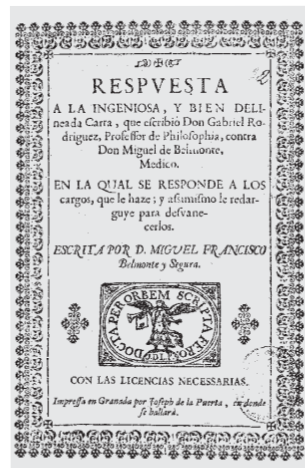 2
RESPVESTA
A LA INGENIOSA, Y BIEN DELI-
neada Carta, que escribiò Don Gabriel Ro-
driguez, Professor de Philosophia, contra
Don Miguel de Belmonte,
Medico.
EN LA QUAL SE RESPONDE A LOS
cargos, que le haze; y assimismo le redar-
guye para desvane-
cerlos.
ESCRITA POR D. MIGUEL FRANCISCO
Belmonte y Segura.
DOCTA PER ORBEM SCRIPTA FERO
CON LAS LICENCIAS NECESSARIAS.
Impressa en Granada por Joseph de la Puerta, en donde
se hallarà.